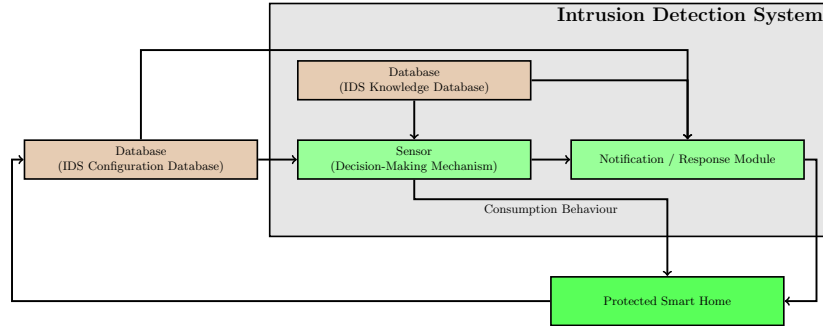 Intrusion Detection System
Database
(IDS Knowledge Database)
Database
(IDS Configuration Database)
Sensor
(Decision-Making Mechanism)
Notification / Response Module
Consumption Behaviour
Protected Smart Home